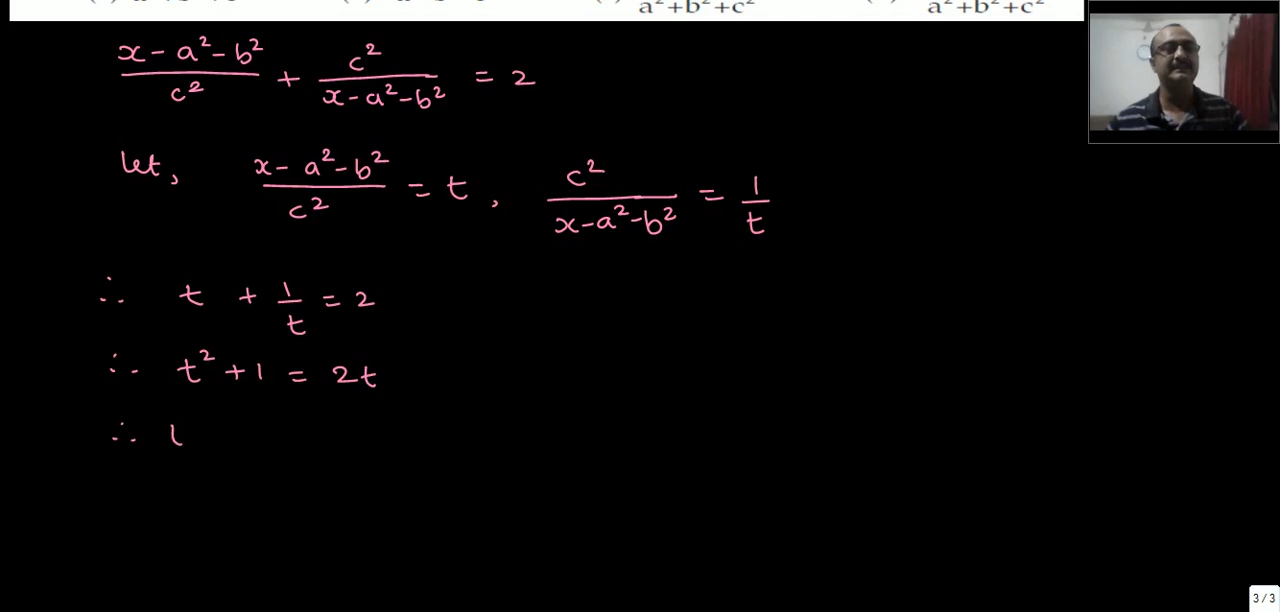 a²+b²+c² a²+b²+c²
x - a² - b² / c² + c² / x - a² - b² = 2
let, x - a² - b² / c² = t , c² / x - a² - b² = 1 / t
∴ t + 1 / t = 2
∴ t² + 1 = 2t
∴ (
3 / 3